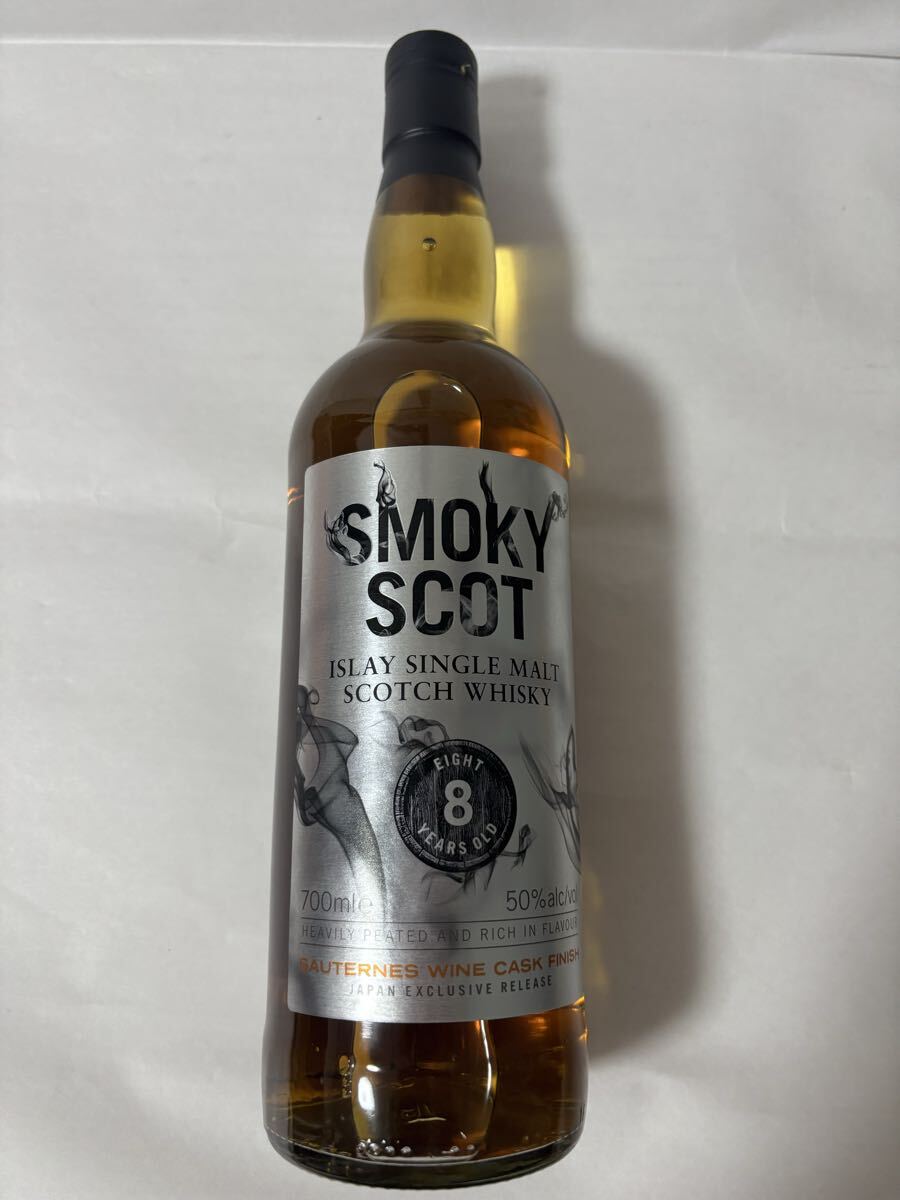 SMOKY
SCOT
ISLAY SINGLE MALT
SCOTCH WHISKY
EIGHT
8
YEARS OLD
700ml℮ 50%alc/vol
HEAVILY PEATED AND RICH IN FLAVOUR
SAUTERNES WINE CASK FINISH
JAPAN EXCLUSIVE RELEASE